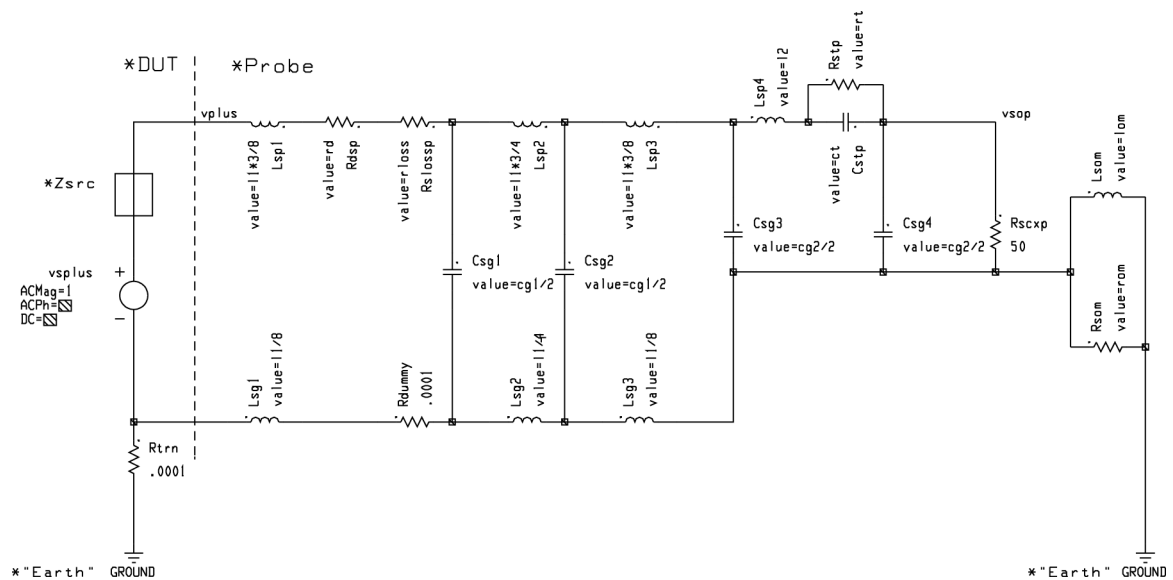 *DUT
*Probe
vplus
value=l1*3/8
Lsp1
value=rd
Rdsp
value=rloss
Rslossp
value=l1*3/4
Lsp2
value=l1*3/8
Lsp3
Lsp4
value=l2
Rstp
value=rt
value=ct
Cstp
vsop
Lsom
value=lom
*Zsrc
Csg3
value=cg2/2
Csg4
value=cg2/2
Rscxp
50
Csg1
value=cg1/2
Csg2
value=cg1/2
vsplus
+
ACMag=1
ACPh=
DC=
-
Rsom
value=rom
Lsg1
value=l1/8
Rdummy
.0001
Lsg2
value=l1/4
Lsg3
value=l1/8
Rtrn
.0001
*"Earth" GROUND
*"Earth" GROUND